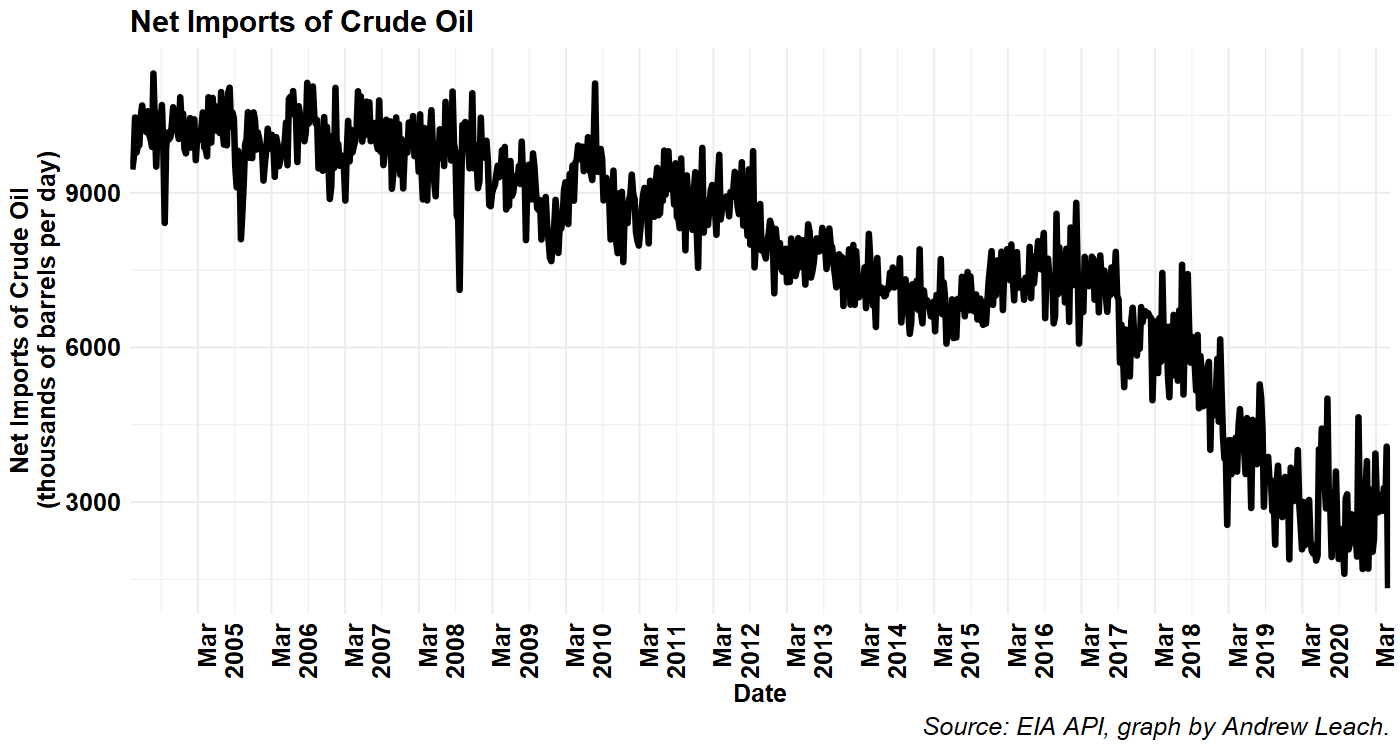 Net Imports of Crude Oil
Net Imports of Crude Oil
(thousands of barrels per day)
9000
6000
3000
Mar
2005
Mar
2006
Mar
2007
Mar
2008
Mar
2009
Mar
2010
Mar
2011
Mar
2012
Mar
2013
Mar
2014
Mar
2015
Mar
2016
Mar
2017
Mar
2018
Mar
2019
Mar
2020
Mar
Date
Source: EIA API, graph by Andrew Leach.